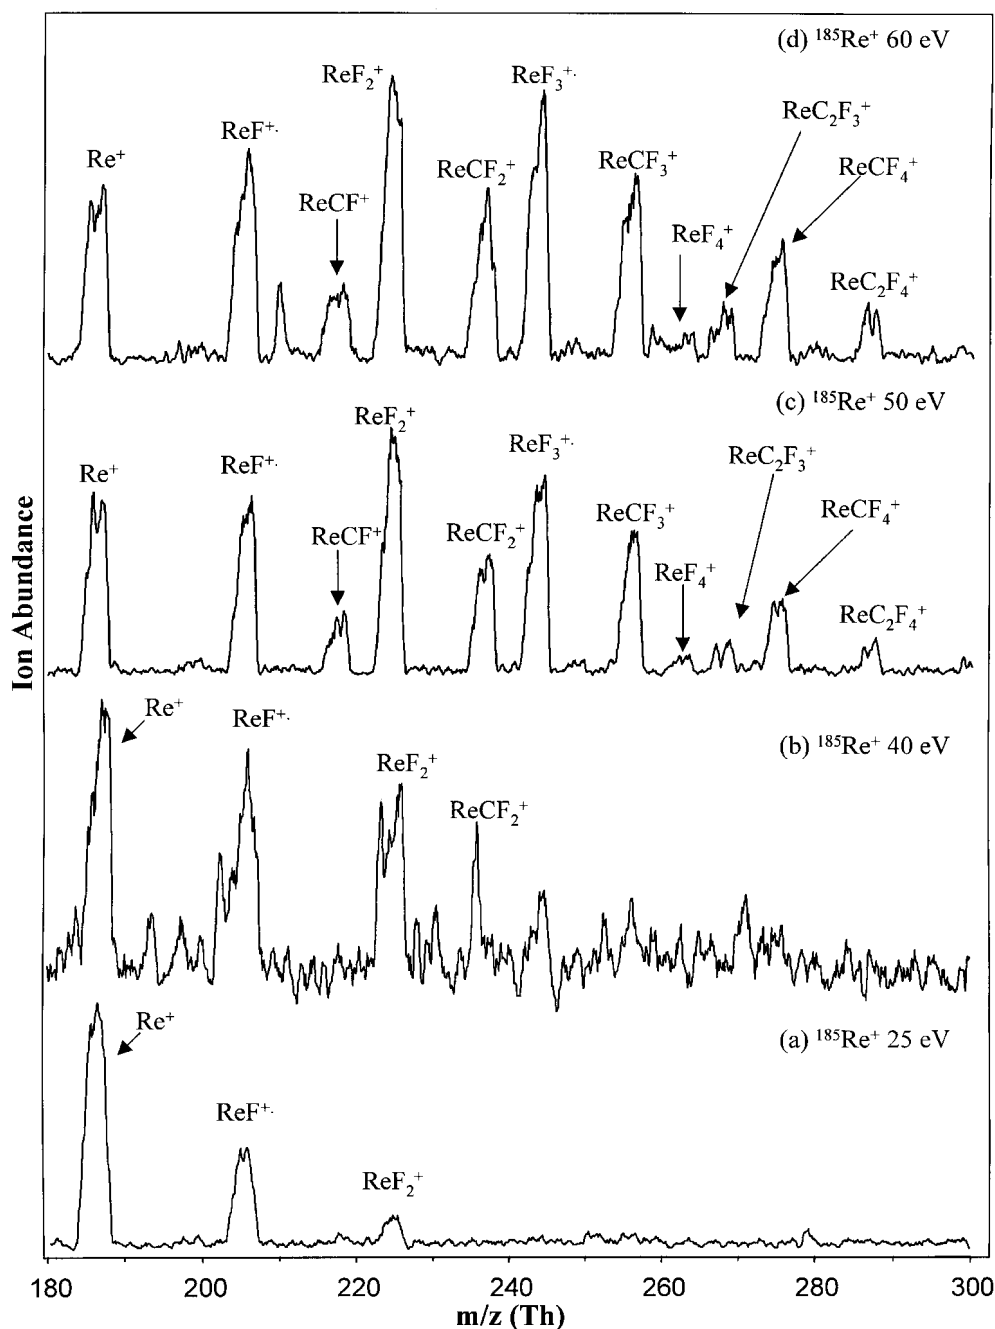 (d) ¹⁸⁵Re⁺ 60 eV
ReF₂⁺
ReF₃⁺·
ReC₂F₃⁺
ReF⁺·
Re⁺
ReCF₂⁺
ReCF₃⁺
ReCF₄⁺
ReCF⁺
ReF₄⁺
ReC₂F₄⁺
(c) ¹⁸⁵Re⁺ 50 eV
ReF₂⁺
ReF₃⁺·
ReC₂F₃⁺
Re⁺
ReF⁺·
ReCF₃⁺
ReCF₄⁺
ReCF⁺
ReCF₂⁺
ReF₄⁺
ReC₂F₄⁺
Ion Abundance
Re⁺
ReF⁺·
(b) ¹⁸⁵Re⁺ 40 eV
ReF₂⁺
ReCF₂⁺
Re⁺
(a) ¹⁸⁵Re⁺ 25 eV
ReF⁺·
ReF₂⁺
180 200 220 240 260 280 300
m/z (Th)